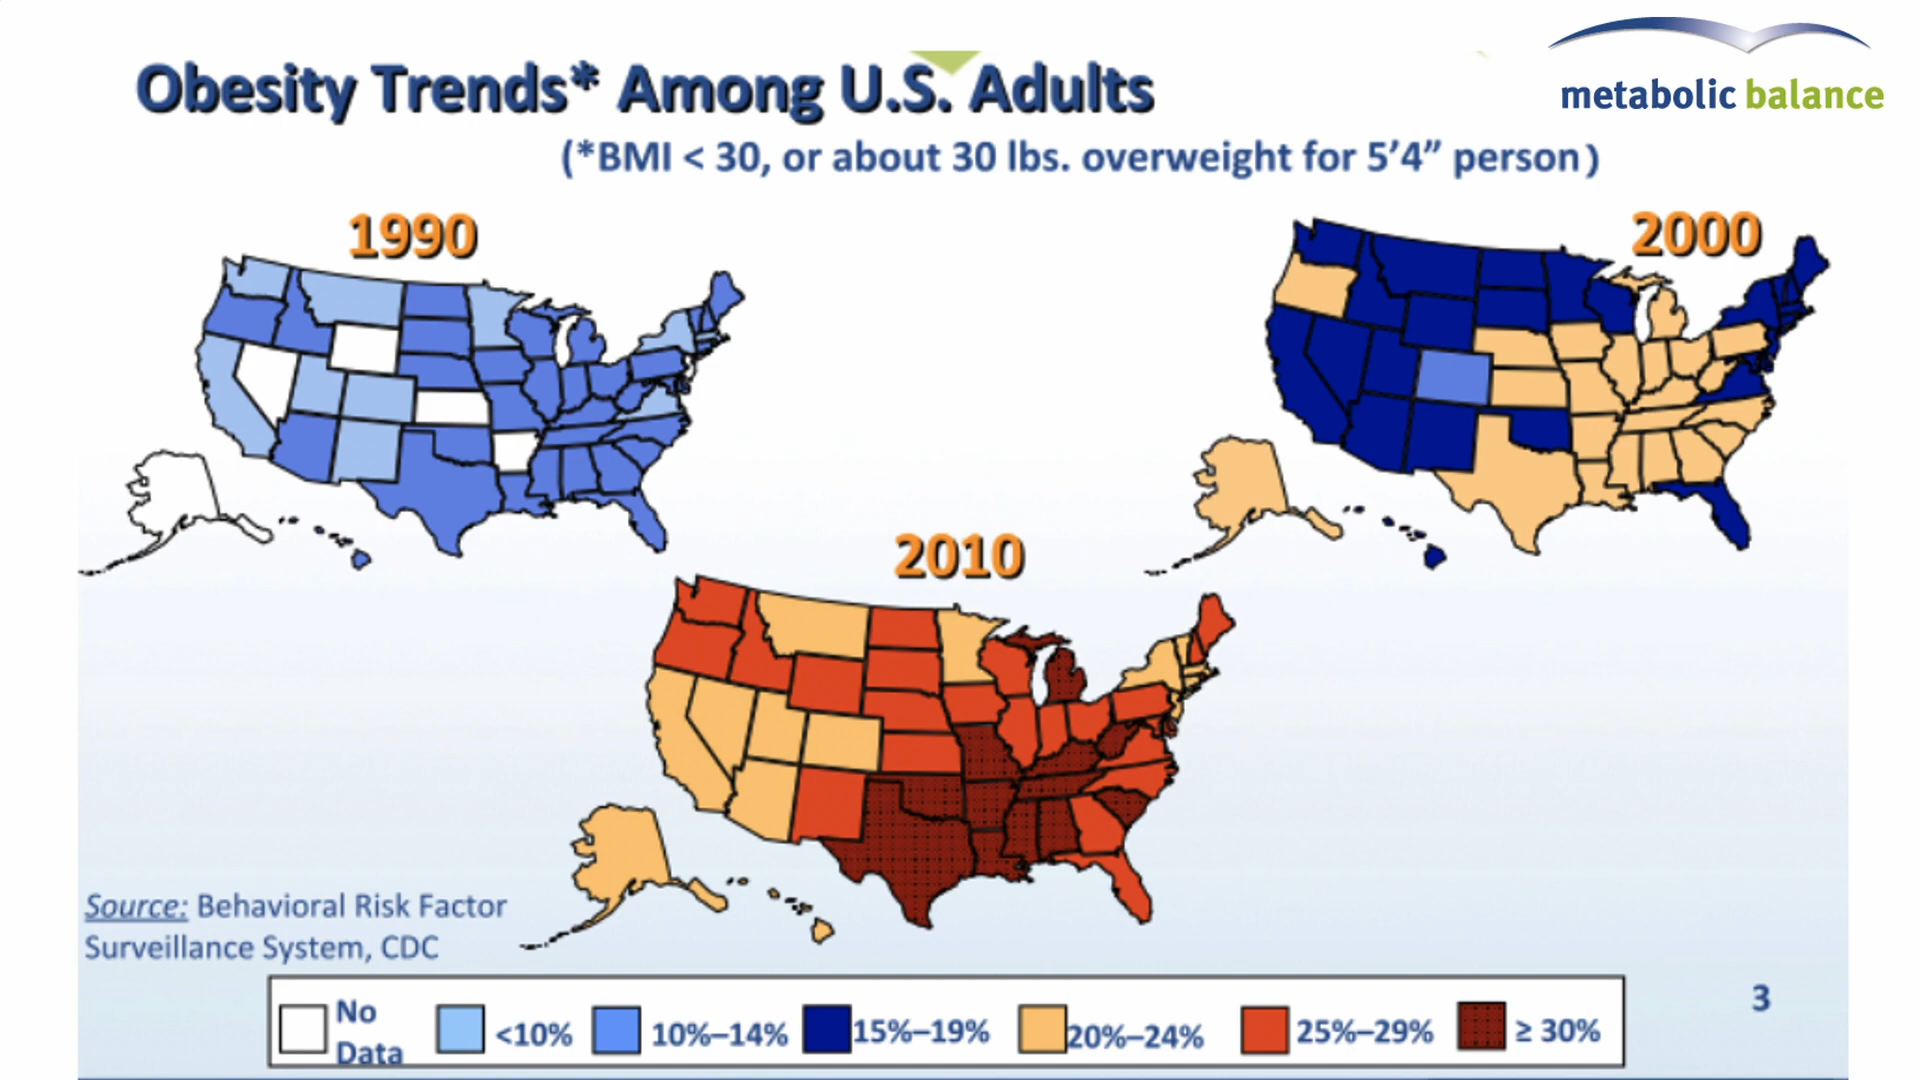 metabolic balance
Obesity Trends* Among U.S. Adults
(*BMI < 30, or about 30 lbs. overweight for 5’4” person)
1990
2000
2010
Source: Behavioral Risk Factor
Surveillance System, CDC
No
Data
<10%
10%–14%
15%–19%
20%–24%
25%–29%
≥ 30%
3